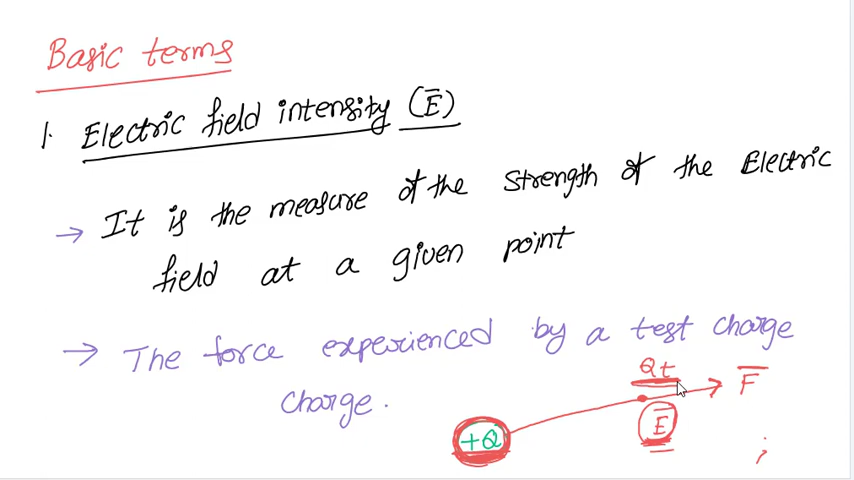 Basic terms
1. Electric field intensity (E̅)
→ It is the measure of the strength of the Electric
field at a given point
→ The force experienced by a test charge
charge.
Qt
F̅
+Q
E̅
;